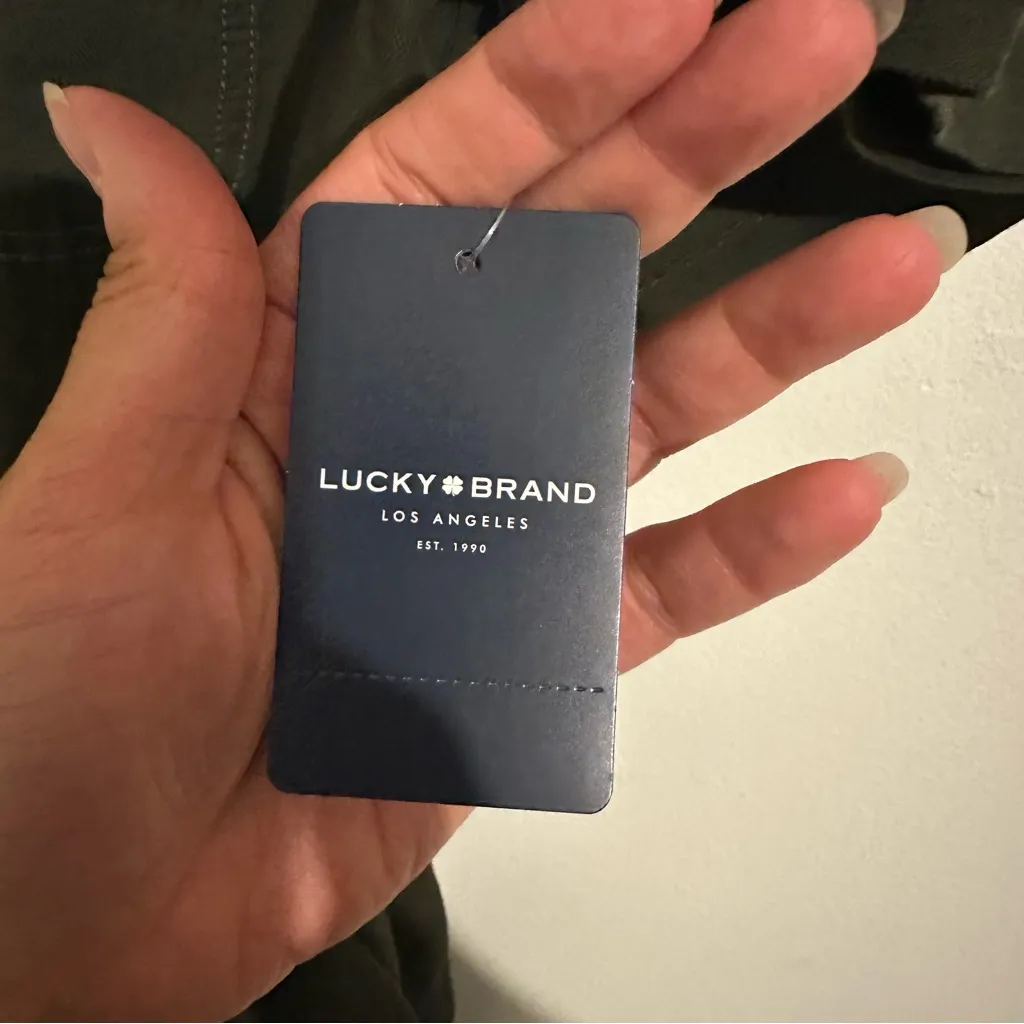 LUCKY BRAND
LOS ANGELES
EST. 1990